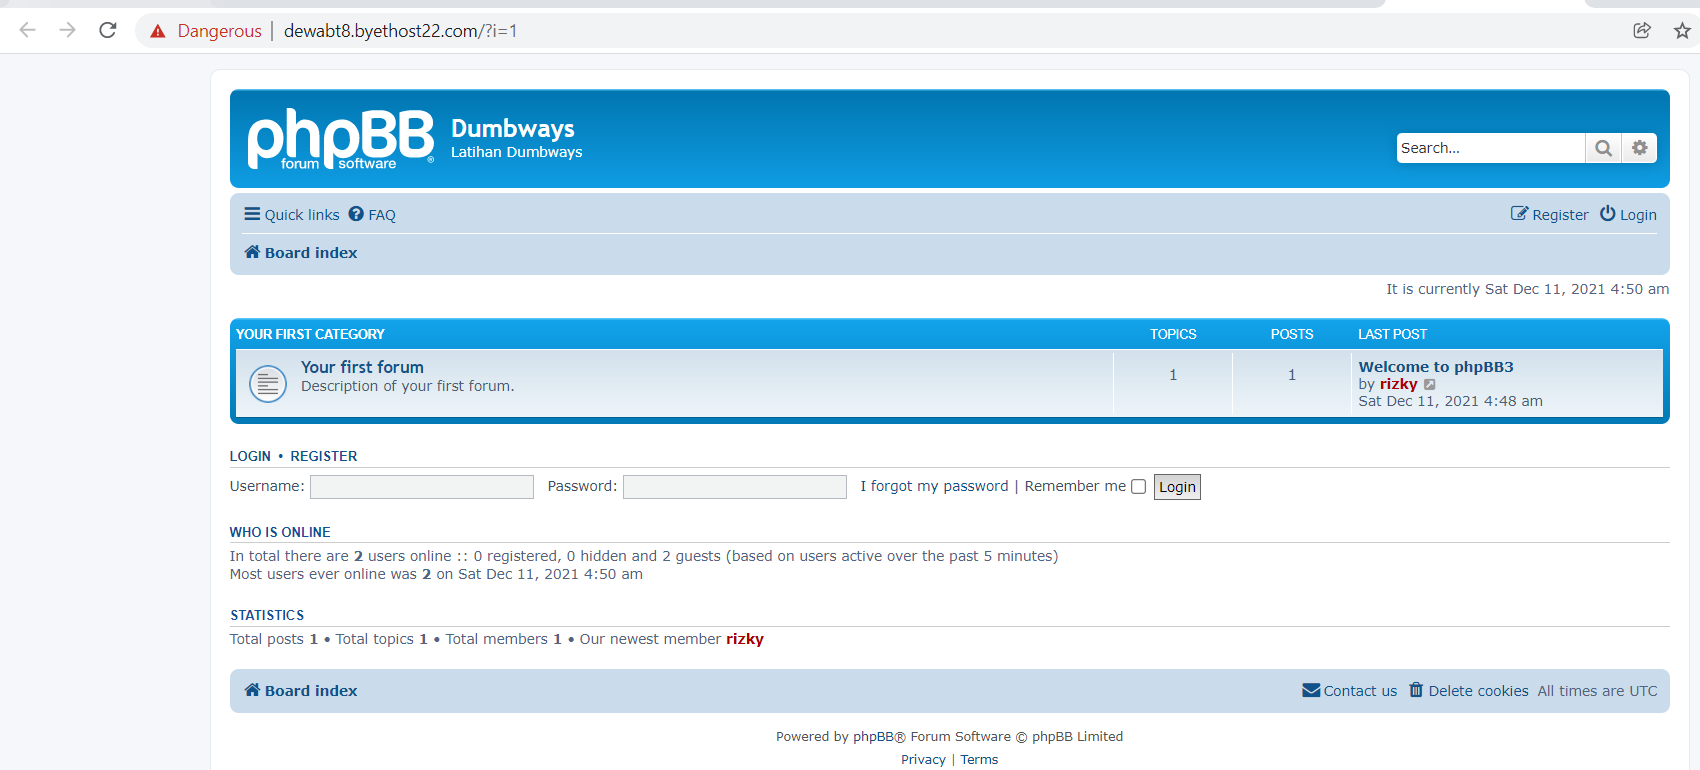 Dangerous | dewabt8.byethost22.com/?i=1
phpBB
forum software ®
Dumbways
Latihan Dumbways
Search…
Quick links FAQ
Register Login
Board index
It is currently Sat Dec 11, 2021 4:50 am
YOUR FIRST CATEGORY TOPICS POSTS LAST POST
Your first forum
Description of your first forum.
1 1
Welcome to phpBB3
by rizky
Sat Dec 11, 2021 4:48 am
LOGIN • REGISTER
Username: Password: I forgot my password | Remember me Login
WHO IS ONLINE
In total there are 2 users online :: 0 registered, 0 hidden and 2 guests (based on users active over the past 5 minutes)
Most users ever online was 2 on Sat Dec 11, 2021 4:50 am
STATISTICS
Total posts 1 • Total topics 1 • Total members 1 • Our newest member rizky
Board index Contact us Delete cookies All times are UTC
Powered by phpBB® Forum Software © phpBB Limited
Privacy | Terms